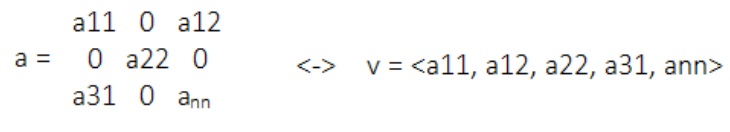 a11 0 a12
a = 0 a22 0 <-> v = <a11, a12, a22, a31, ann>
a31 0 ann